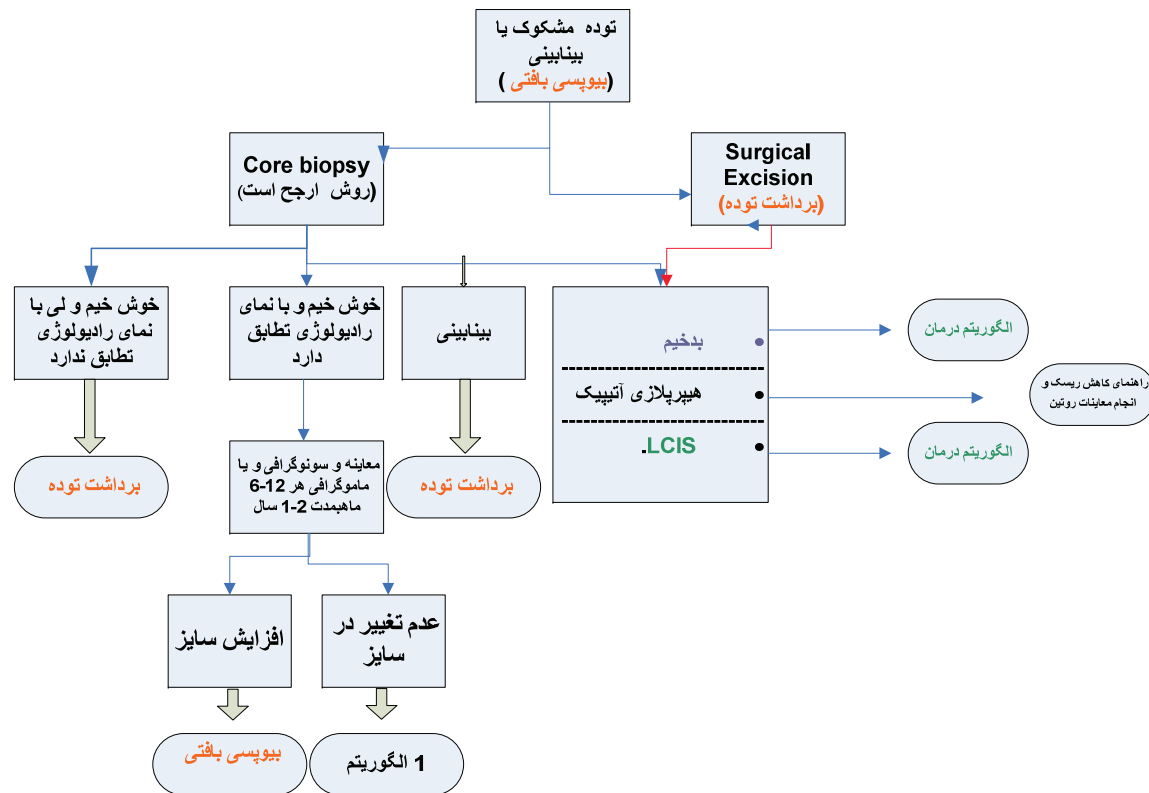 توده مشکوک یا
بینابینی
(بیوپسی بافتی )
Core biopsy
(روش ارجح است)
Surgical
Excision
(برداشت توده)
خوش خیم و لی با
نمای رادیولوژی
تطابق ندارد
خوش خیم و با نمای
رادیولوژی تطابق
دارد
بینابینی
• بدخیم
• هیپرپلازی آتیپیک
• LCIS.
الگوریتم درمان
راهنمای کاهش ریسک و
انجام معاینات روتین
الگوریتم درمان
برداشت توده
معاینه و سونوگرافی و یا
ماموگرافی هر 12-6
ماهبمدت 2-1 سال
برداشت توده
افزایش سایز
عدم تغییر در
سایز
بیوپسی بافتی
1 الگوریتم